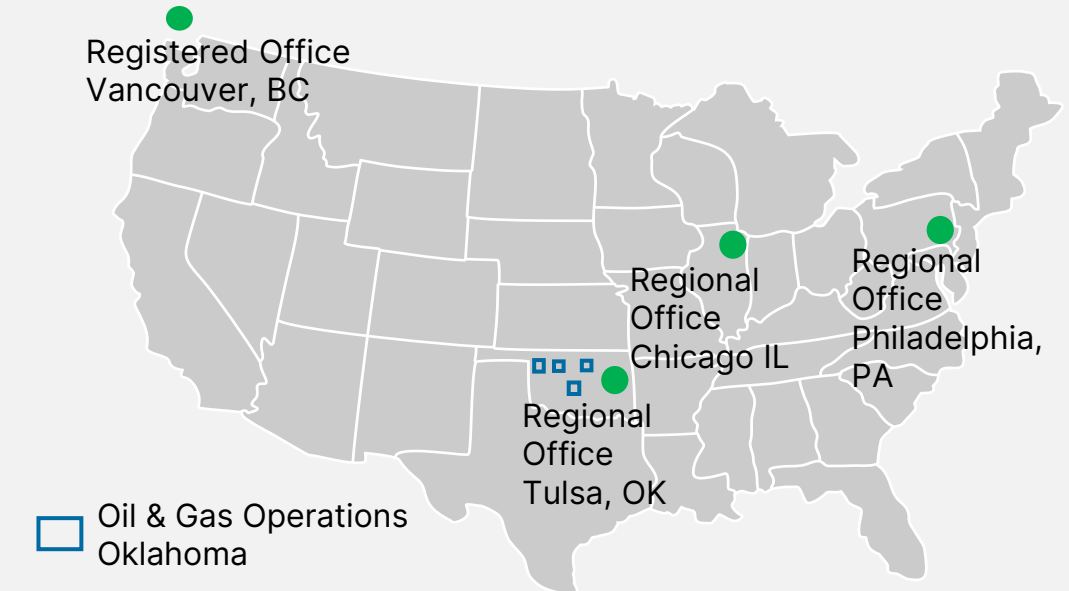 Registered Office
Vancouver, BC
Regional
Office
Chicago IL
Regional
Office
Philadelphia,
PA
Regional
Office
Tulsa, OK
Oil & Gas Operations
Oklahoma